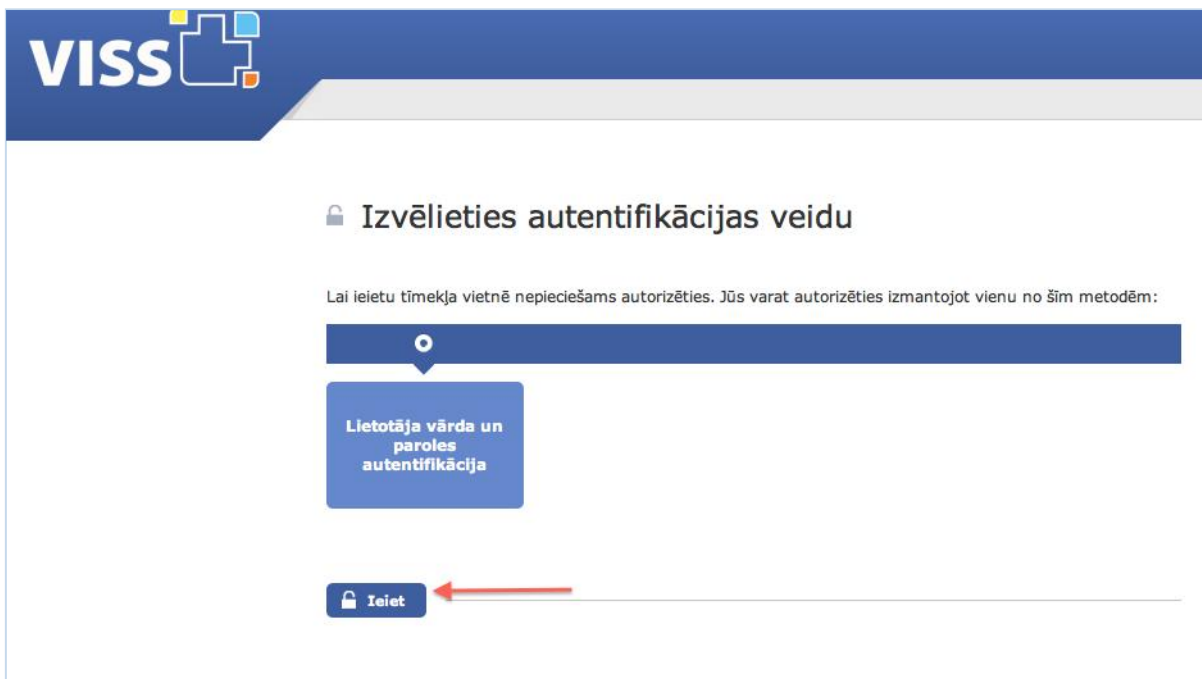 VISS
Izvēlieties autentifikācijas veidu
Lai ieietu tīmekļa vietnē nepieciešams autorizēties. Jūs varat autorizēties izmantojot vienu no šīm metodēm:
Lietotāja vārda un
paroles
autentifikācija
Ieiet